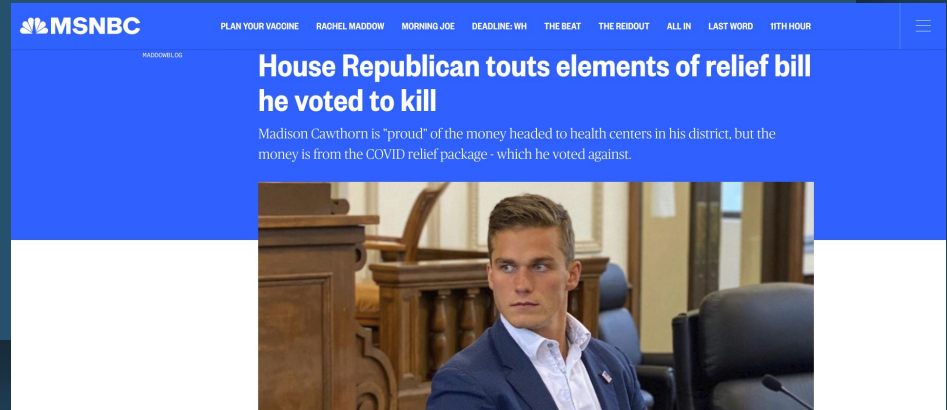 MSNBC
PLAN YOUR VACCINE RACHEL MADDOW MORNING JOE DEADLINE: WH THE BEAT THE REIDOUT ALL IN LAST WORD 11TH HOUR
MADDOWBLOG
House Republican touts elements of relief bill
he voted to kill
Madison Cawthorn is "proud" of the money headed to health centers in his district, but the
money is from the COVID relief package - which he voted against.